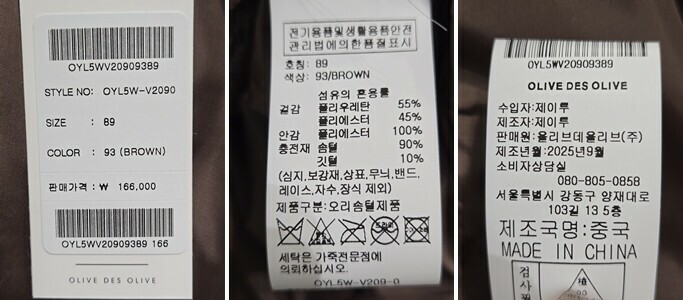 OYL5WV20909389
STYLE NO: OYL5W-V2090
SIZE : 89
COLOR : 93 (BROWN)
판매가격 : ₩ 166,000
OYL5WV20909389 166
OLIVE DES OLIVE
전기용품및생활용품안전
관리법에의한품질표시
호칭: 89
색상: 93/BROWN
섬유의 혼용률
겉감 폴리우레탄 55%
폴리에스터 45%
안감 폴리에스터 100%
충전재 솜털 90%
깃털 10%
(심지,보강재,상표,무늬,밴드,
레이스,자수,장식 제외)
제품구분:오리솜털제품
세탁은 가죽전문점에
의뢰하십시오.
OYL5W-V209-0
OYL5WV20909389
OLIVE DES OLIVE
수입자:제이투
제조자:제이투
판매원:올리브데올리브(주)
제조년월:2025년9월
소비자상담실
080-805-0858
서울특별시 강동구 양재대로
103길 13 5층
제조국명:중국
MADE IN CHINA
검
사